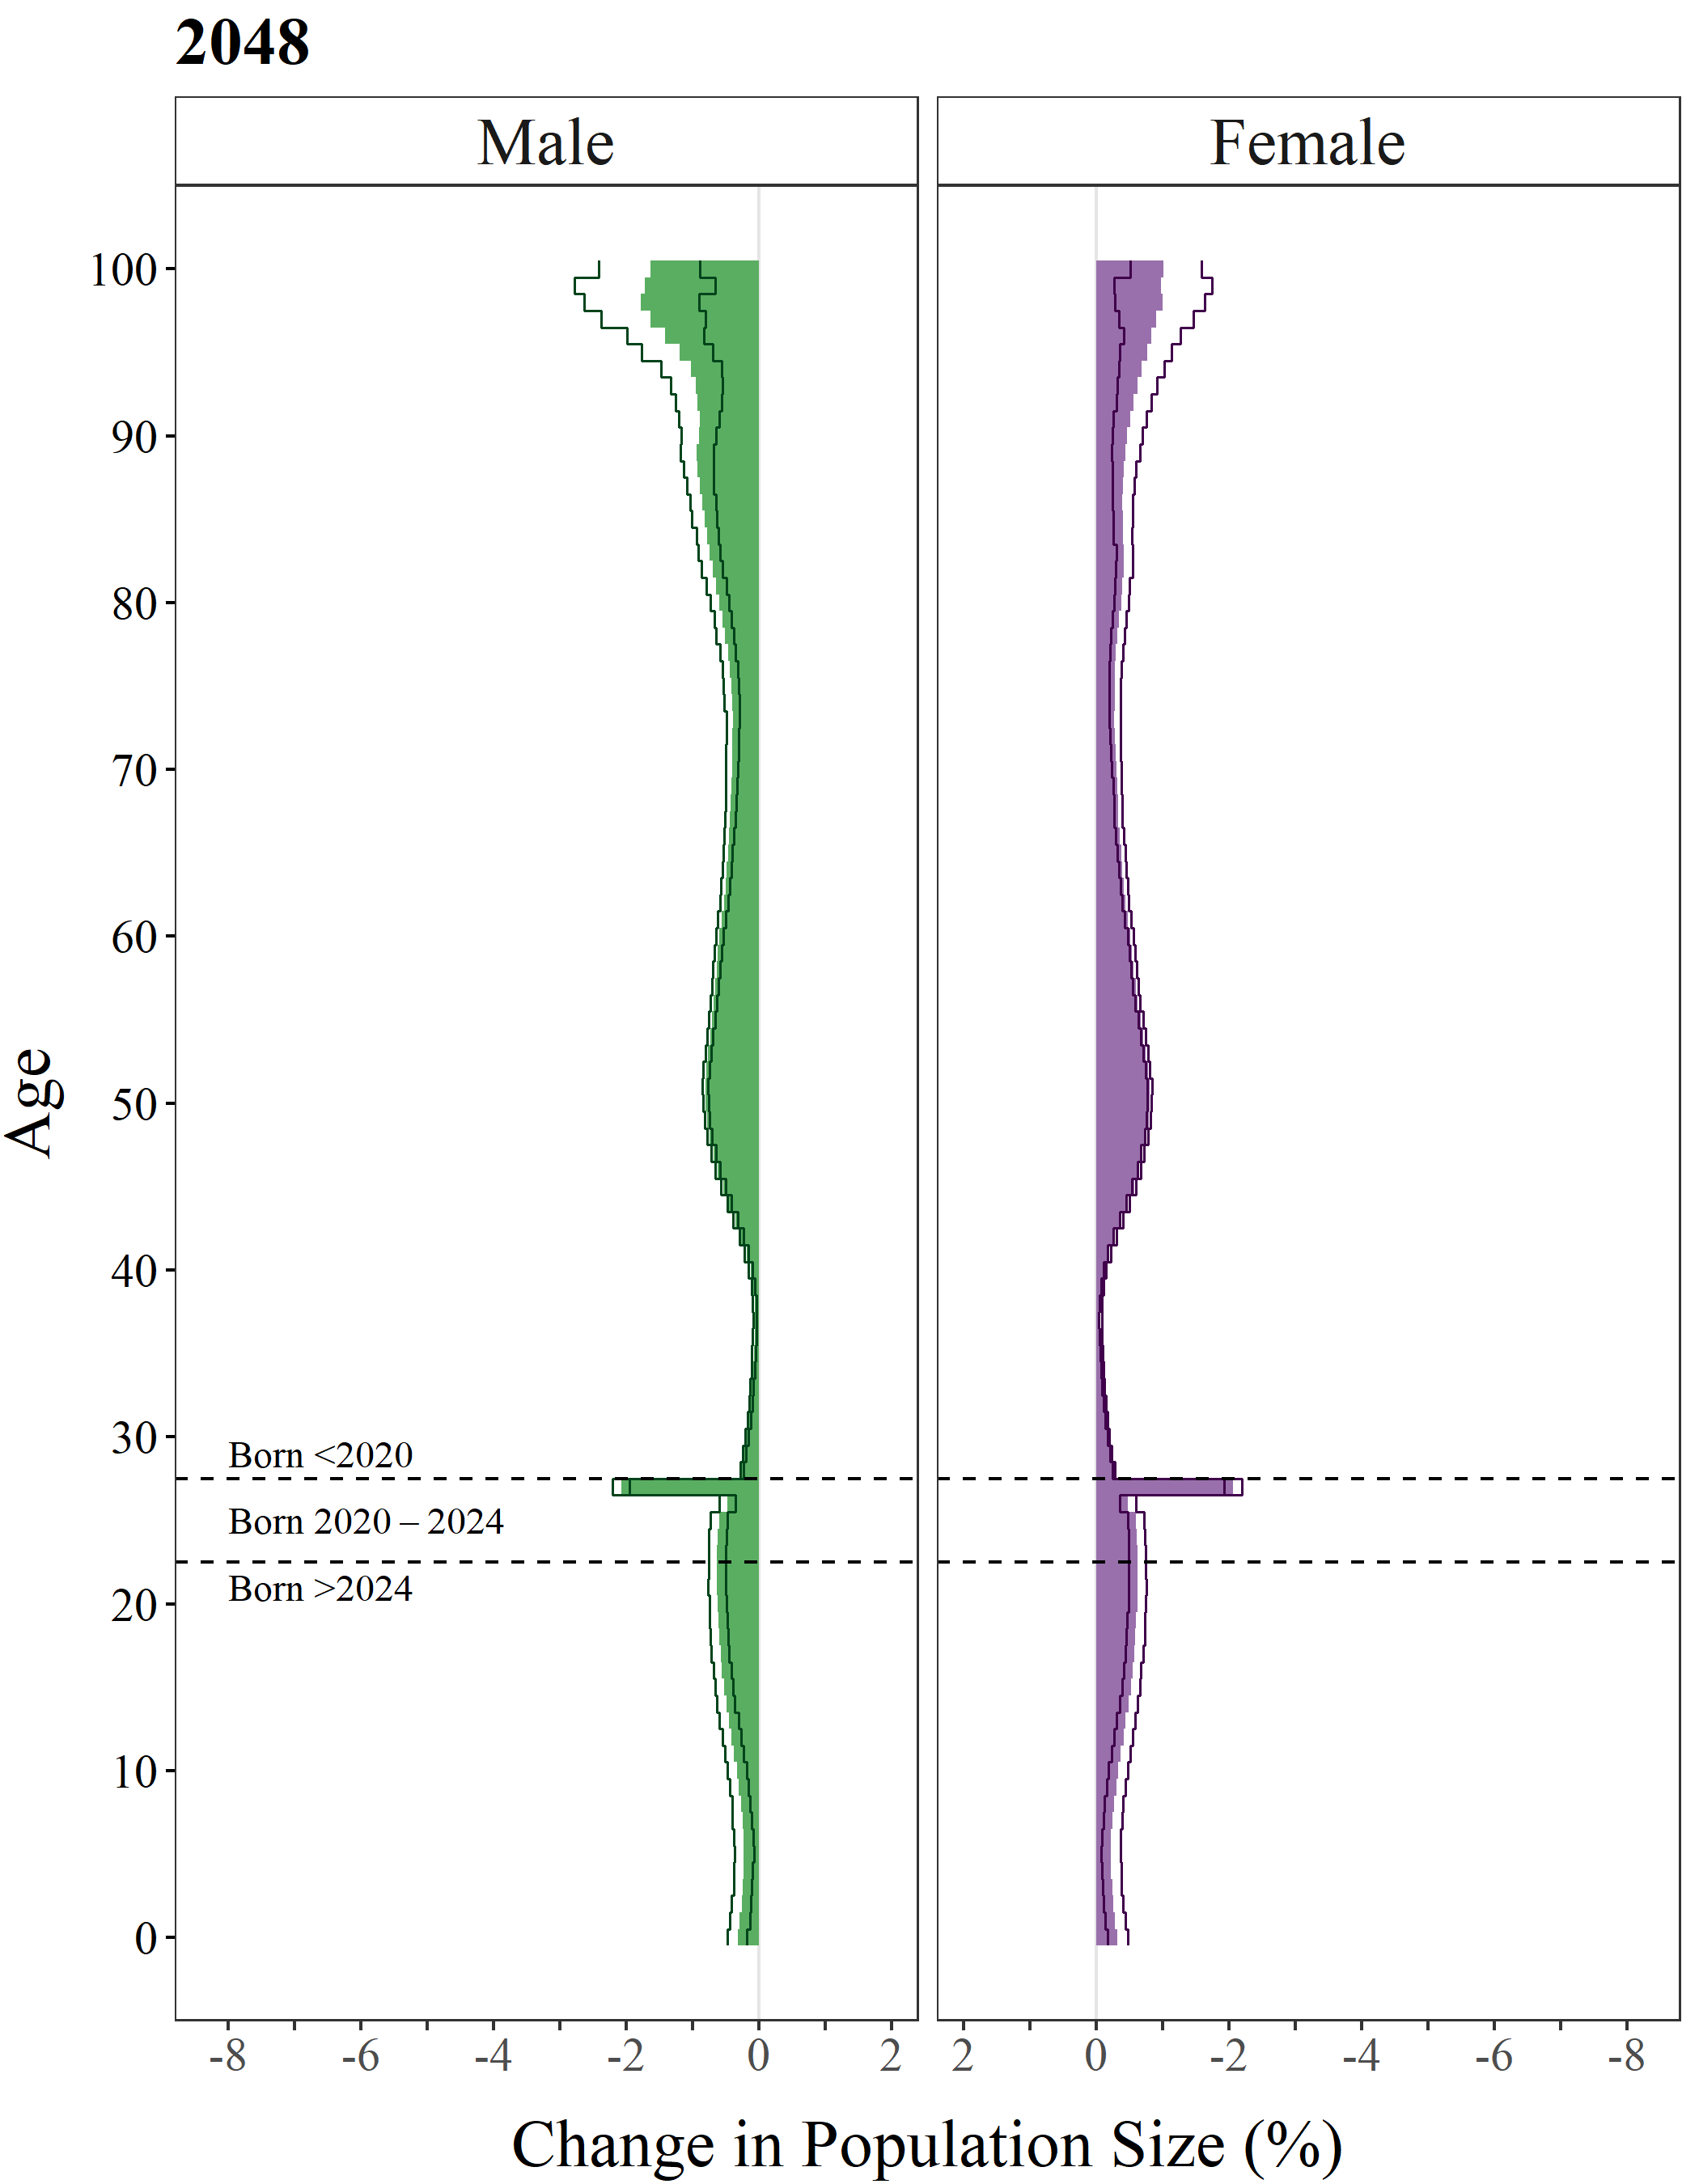 2048
Male
Female
100
90
80
70
60
50
40
30
20
10
0
Age
Born <2020
Born 2020 – 2024
Born >2024
-8 -6 -4 -2 0 2
2 0 -2 -4 -6 -8
Change in Population Size (%)